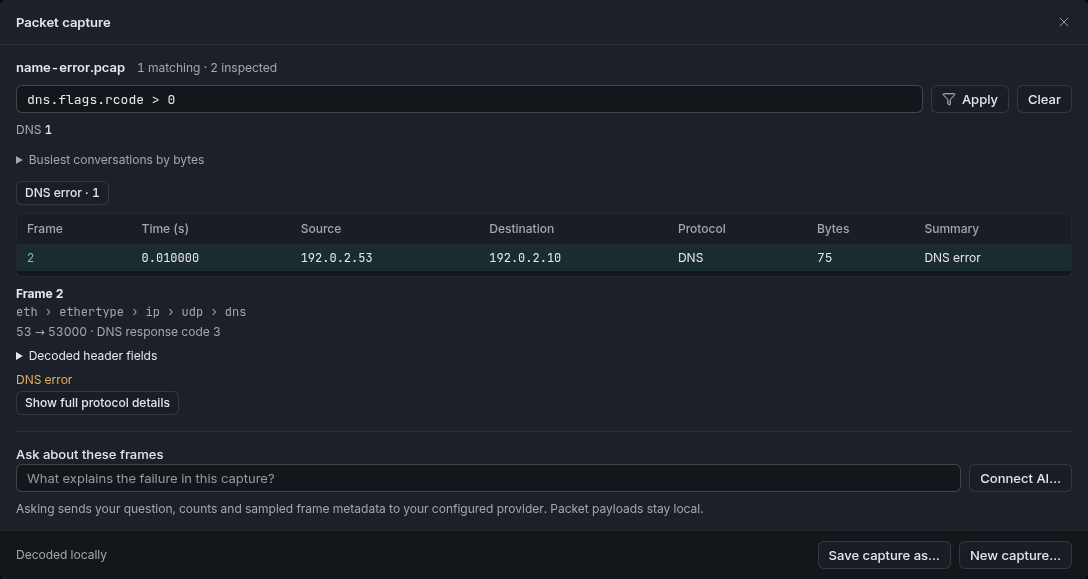 Packet capture
name-error.pcap 1 matching · 2 inspected
dns.flags.rcode > 0 Apply Clear
DNS 1
Busiest conversations by bytes
DNS error · 1
Frame Time (s) Source Destination Protocol Bytes Summary
2 0.010000 192.0.2.53 192.0.2.10 DNS 75 DNS error
Frame 2
eth › ethertype › ip › udp › dns
53 → 53000 · DNS response code 3
Decoded header fields
DNS error
Show full protocol details
Ask about these frames
What explains the failure in this capture? Connect AI...
Asking sends your question, counts and sampled frame metadata to your configured provider. Packet payloads stay local.
Decoded locally Save capture as... New capture...